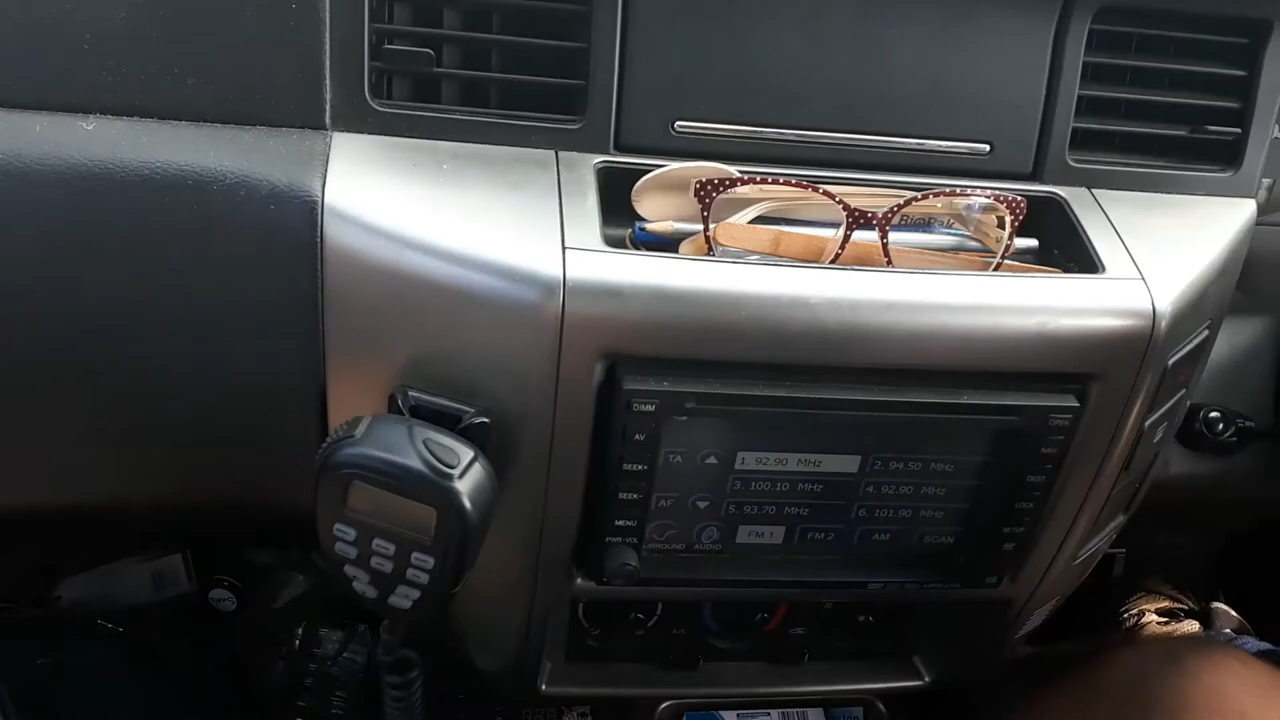 BioPak
DIMM
OPEN
AV
NAVI
TA
1. 92.90 MHz
2. 94.50 MHz
SEEK+
3. 100.10 MHz
4. 92.90 MHz
SEEK-
AF
5. 93.70 MHz
6. 101.90 MHz
LOCA
MENU
SETUP
PWR-VOL
SURROUND
AUDIO
FM 1
FM 2
AM
SCAN
A/C